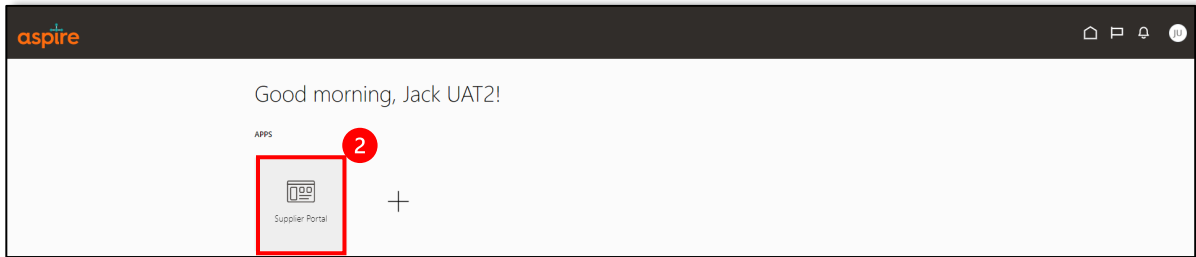 aspire
JU
Good morning, Jack UAT2!
APPS
2
Supplier Portal